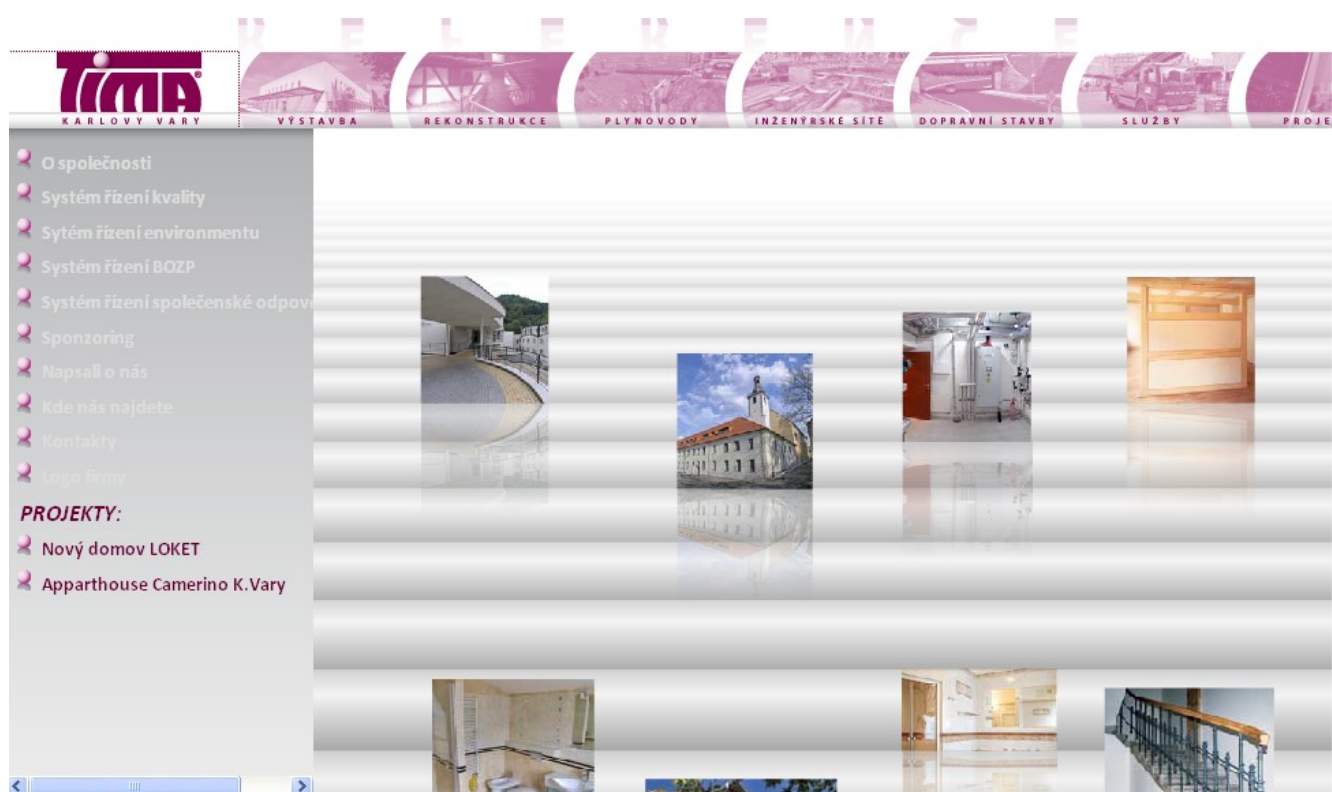 REFERENCE
TIMA®
KARLOVY VARY
VÝSTAVBA
REKONSTRUKCE
PLYNOVODY
INŽENÝRSKÉ SÍTĚ
DOPRAVNÍ STAVBY
SLUŽBY
PROJE
O společnosti
Systém řízení kvality
Sytém řízení environmentu
Systém řízení BOZP
Systém řízení společenské odpov
Sponzoring
Napsali o nás
Kde nás najdete
Kontakty
Logo firmy
PROJEKTY:
Nový domov LOKET
Apparthouse Camerino K.Vary